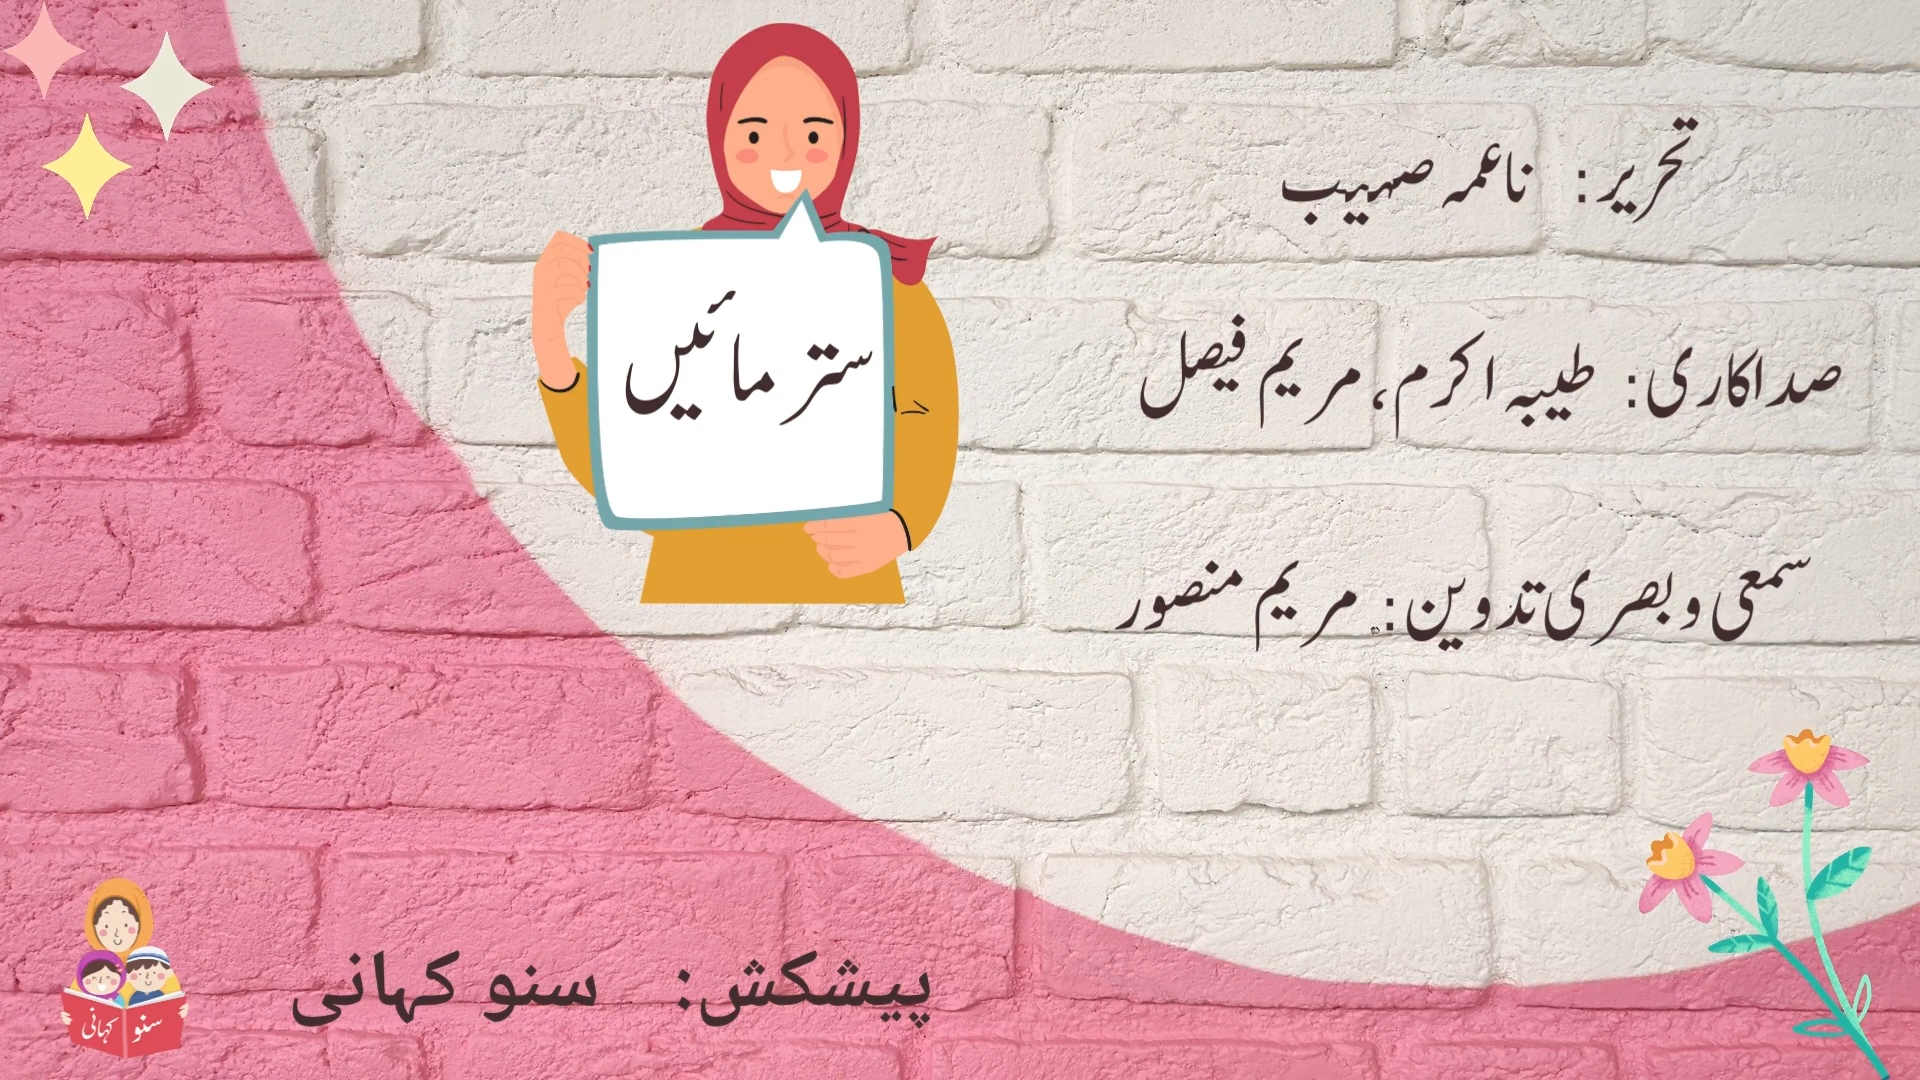 ستر مائیں
تحریر: ناعمہ صہیب
صداکاری: طیبہ اکرم، مریم فیصل
سمعی و بصری تدوین: مریم منصور
پیشکش: سنو کہانی
سنو کہانی